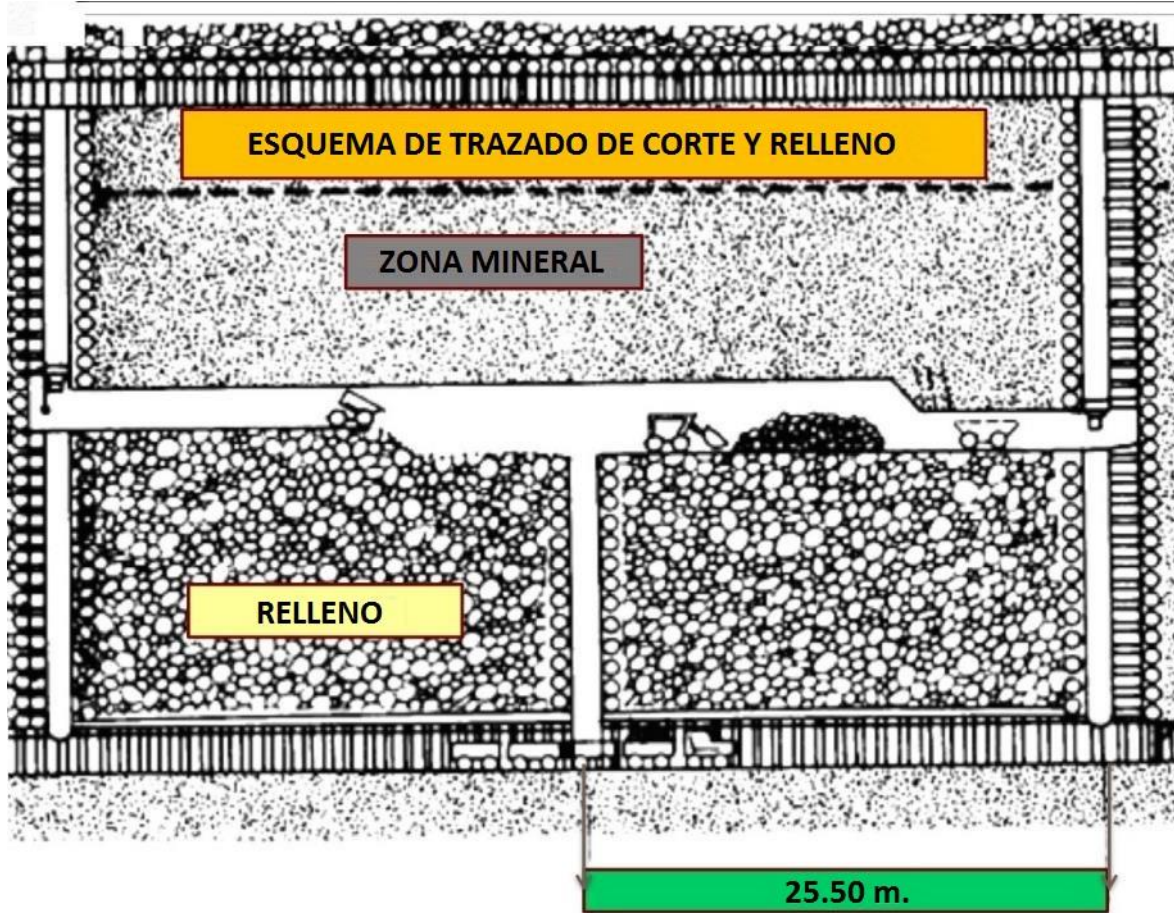 ESQUEMA DE TRAZADO DE CORTE Y RELLENO
ZONA MINERAL
RELLENO
25.50 m.